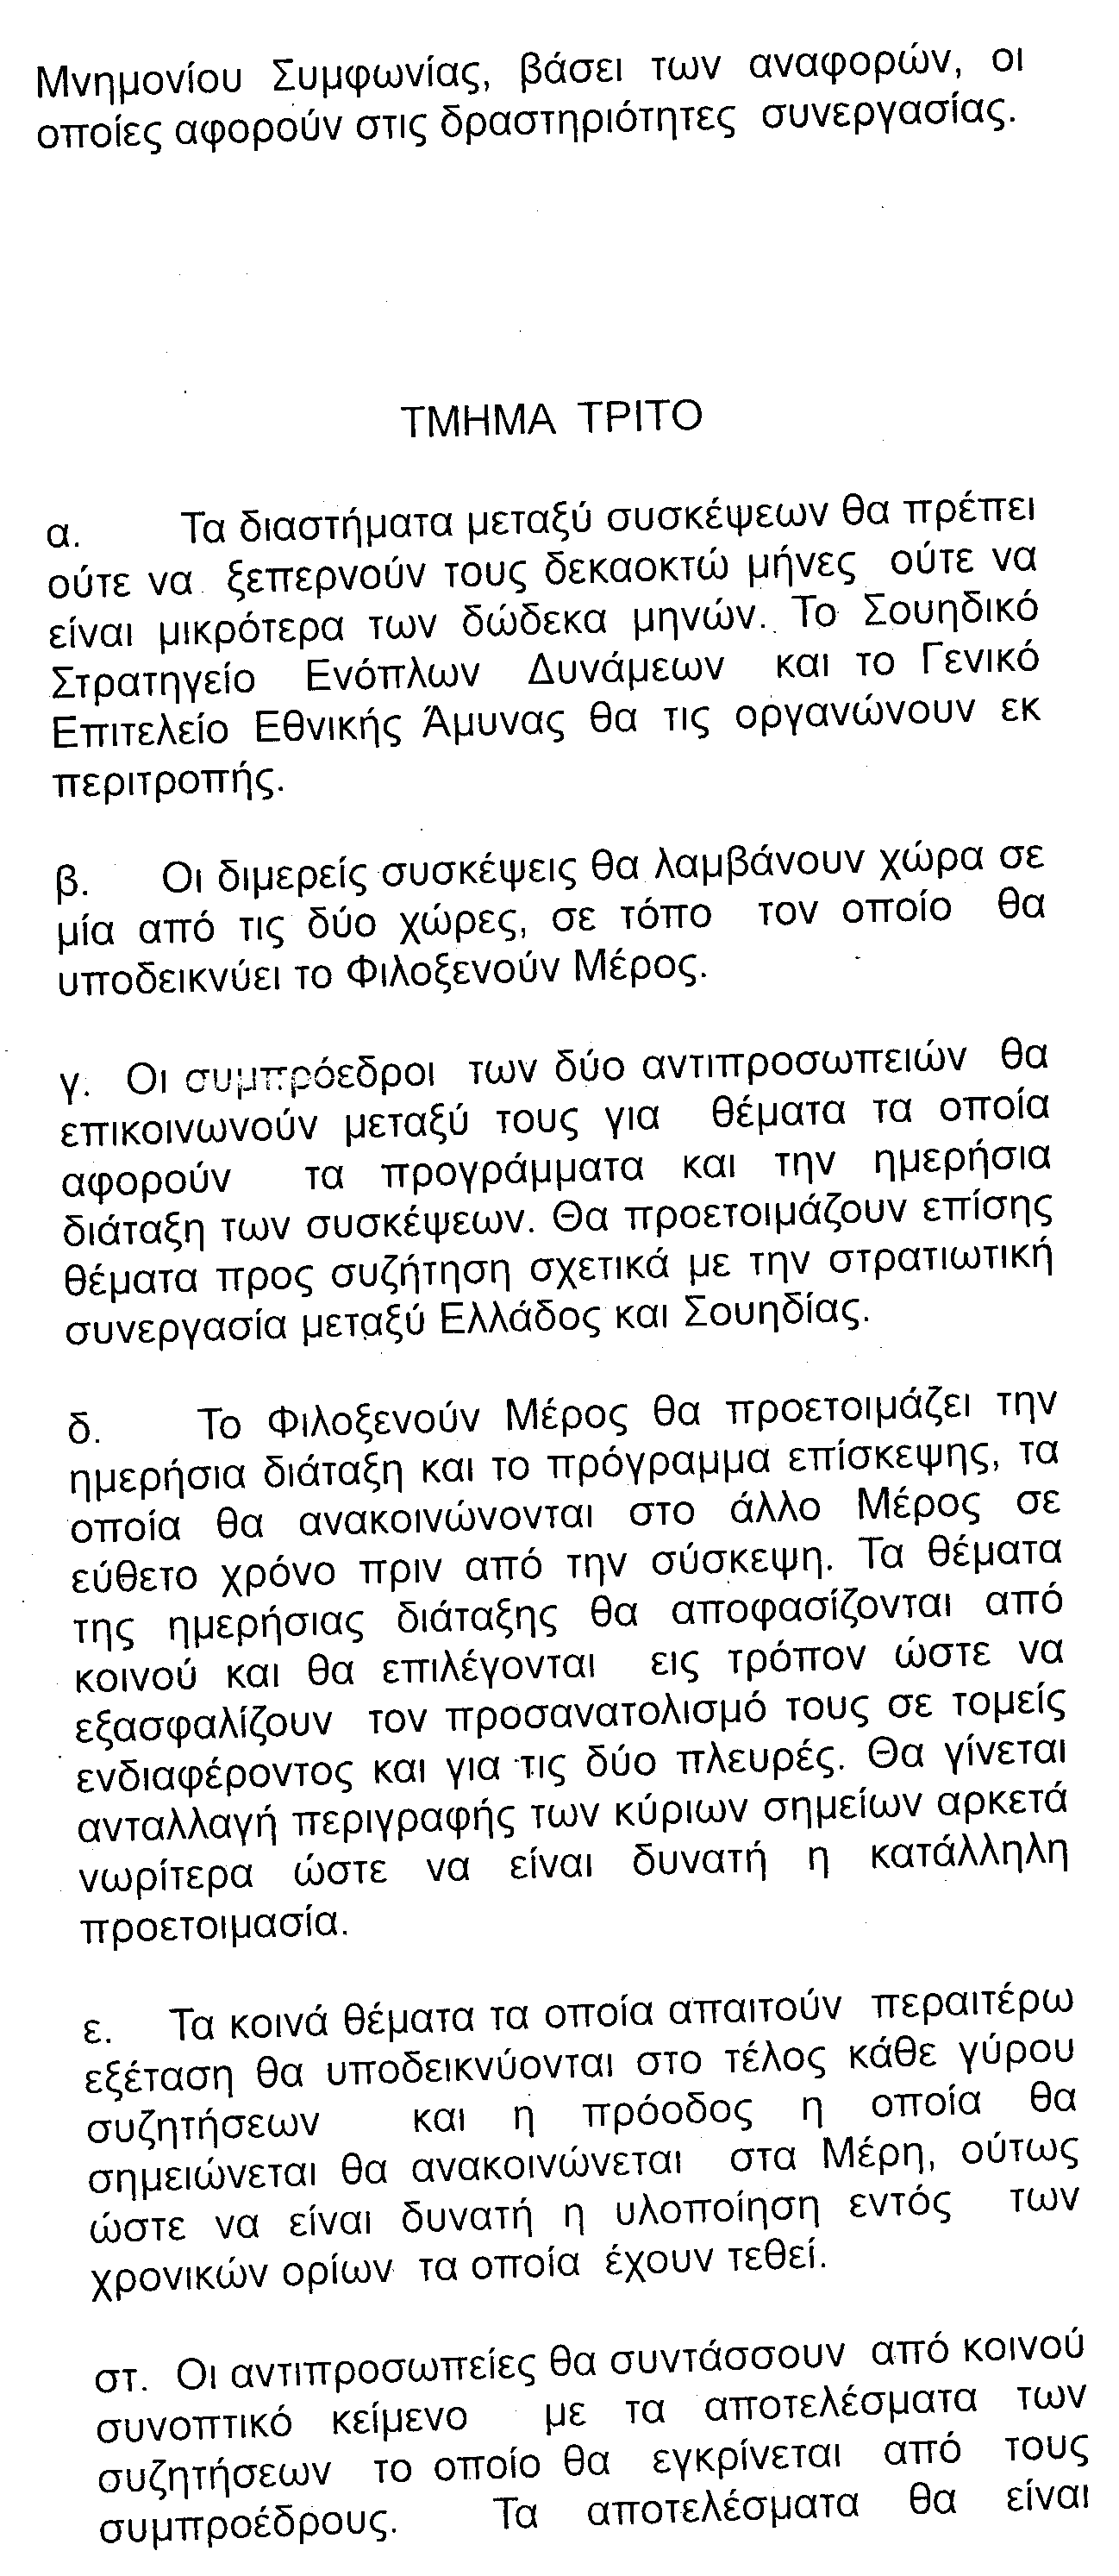 Μνημονίου Συμφωνίας, βάσει των αναφορών, οι
οποίες αφορούν στις δραστηριότητες συνεργασίας.
ΤΜΗΜΑ ΤΡΙΤΟ
α. Τα διαστήματα μεταξύ συσκέψεων θα πρέπει
ούτε να ξεπερνούν τους δεκαοκτώ μήνες ούτε να
είναι μικρότερα των δώδεκα μηνών. Το Σουηδικό
Στρατηγείο Ενόπλων Δυνάμεων και το Γενικό
Επιτελείο Εθνικής Άμυνας θα τις οργανώνουν εκ
περιτροπής.
β. Οι διμερείς συσκέψεις θα λαμβάνουν χώρα σε
μία από τις δύο χώρες, σε τόπο τον οποίο θα
υποδεικνύει το Φιλοξενούν Μέρος.
γ. Οι συμπρόεδροι των δύο αντιπροσωπειών θα
επικοινωνούν μεταξύ τους για θέματα τα οποία
αφορούν τα προγράμματα και την ημερήσια
διάταξη των συσκέψεων. Θα προετοιμάζουν επίσης
θέματα προς συζήτηση σχετικά με την στρατιωτική
συνεργασία μεταξύ Ελλάδος και Σουηδίας.
δ. Το Φιλοξενούν Μέρος θα προετοιμάζει την
ημερήσια διάταξη και το πρόγραμμα επίσκεψης, τα
οποία θα ανακοινώνονται στο άλλο Μέρος σε
εύθετο χρόνο πριν από την σύσκεψη. Τα θέματα
της ημερήσιας διάταξης θα αποφασίζονται από
κοινού και θα επιλέγονται εις τρόπον ώστε να
εξασφαλίζουν τον προσανατολισμό τους σε τομείς
ενδιαφέροντος και για τις δύο πλευρές. Θα γίνεται
ανταλλαγή περιγραφής των κύριων σημείων αρκετά
νωρίτερα ώστε να είναι δυνατή η κατάλληλη
προετοιμασία.
ε. Τα κοινά θέματα τα οποία απαιτούν περαιτέρω
εξέταση θα υποδεικνύονται στο τέλος κάθε γύρου
συζητήσεων και η πρόοδος η οποία θα
σημειώνεται θα ανακοινώνεται στα Μέρη, ούτως
ώστε να είναι δυνατή η υλοποίηση εντός των
χρονικών ορίων τα οποία έχουν τεθεί.
στ. Οι αντιπροσωπείες θα συντάσσουν από κοινού
συνοπτικό κείμενο με τα αποτελέσματα των
συζητήσεων το οποίο θα εγκρίνεται από τους
συμπροέδρους. Τα αποτελέσματα θα είναι